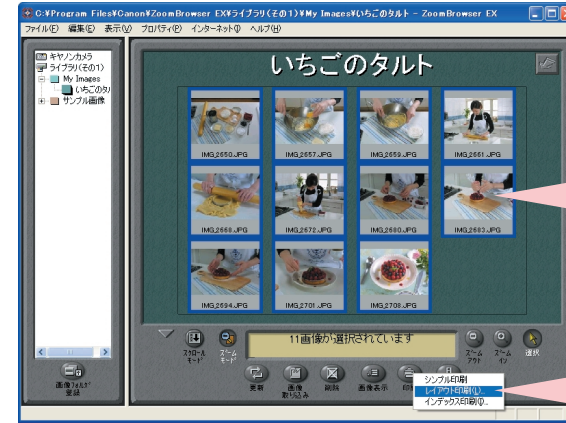 C:¥Program Files¥Canon¥ZoomBrowser EX¥ライブラリ(その1)¥My Images¥いちごのタルト - ZoomBrowser EX
ファイル(F) 編集(E) 表示(V) プロパティ(P) インターネット(I) ヘルプ(H)
キヤノンカメラ
ライブラリ(その1)
My Images
いちごのタル
サンプル画像
いちごのタルト
IMG_2650.JPG IMG_2657.JPG IMG_2659.JPG IMG_2661.JPG
IMG_2668.JPG IMG_2672.JPG IMG_2680.JPG IMG_2683.JPG
IMG_2694.JPG IMG_2701.JPG IMG_2708.JPG
11画像が選択されています
スクロール
モード
ズーム
モード
ズーム
アウト
ズーム
イン
選択
画像フォルダ
登録
更新
画像
取り込み
削除
画像表示
シンプル印刷
レイアウト印刷(L)...
インデックス印刷(I)...